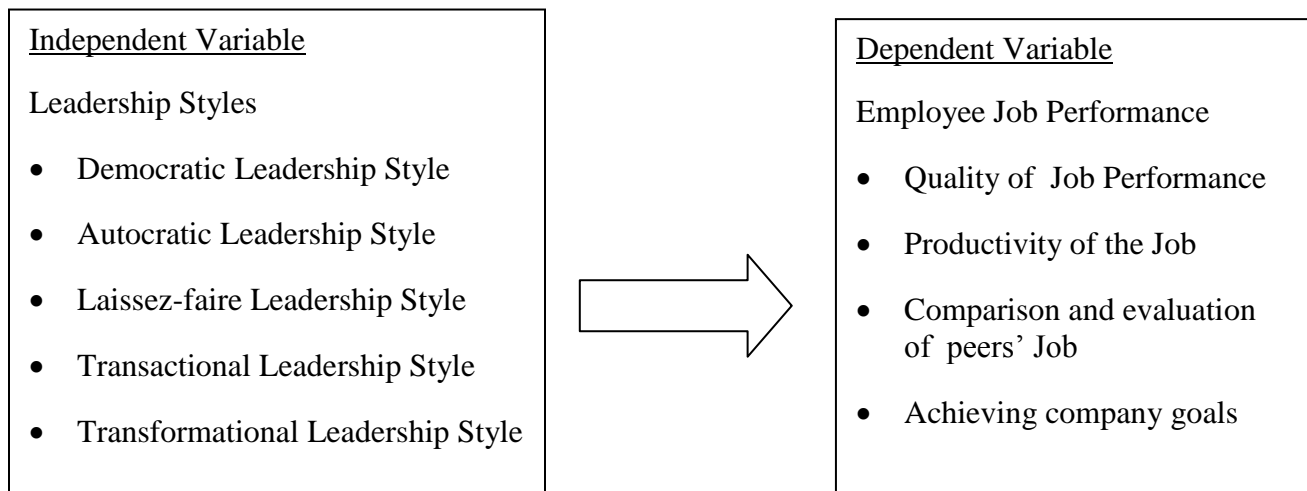 Independent Variable
Leadership Styles
• Democratic Leadership Style
• Autocratic Leadership Style
• Laissez-faire Leadership Style
• Transactional Leadership Style
• Transformational Leadership Style
Dependent Variable
Employee Job Performance
• Quality of Job Performance
• Productivity of the Job
• Comparison and evaluation
of peers’ Job
• Achieving company goals